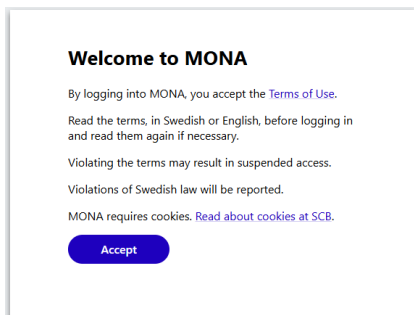 Welcome to MONA
By logging into MONA, you accept the Terms of Use.
Read the terms, in Swedish or English, before logging in
and read them again if necessary.
Violating the terms may result in suspended access.
Violations of Swedish law will be reported.
MONA requires cookies. Read about cookies at SCB.
Accept